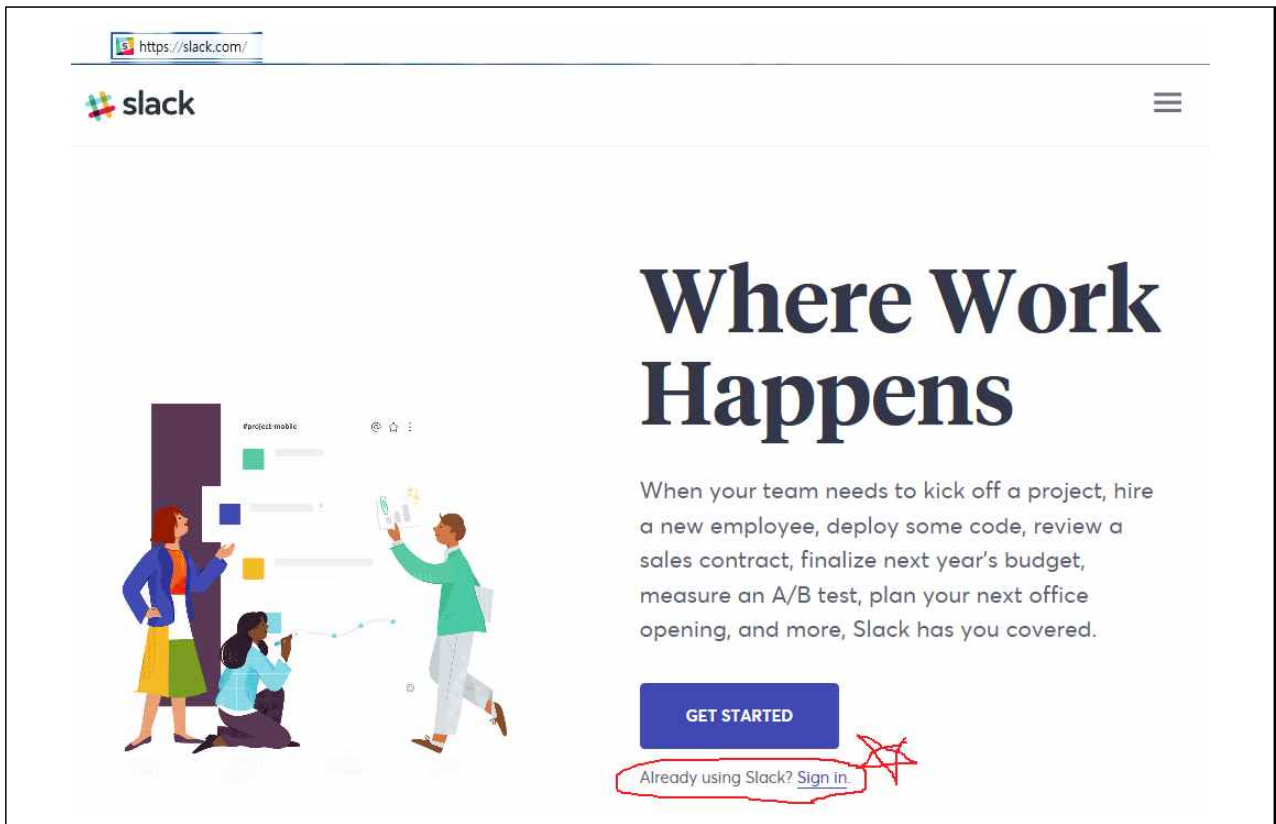 https://slack.com/
slack
Where Work
Happens
#project-mobile
When your team needs to kick off a project, hire
a new employee, deploy some code, review a
sales contract, finalize next year's budget,
measure an A/B test, plan your next office
opening, and more, Slack has you covered.
GET STARTED
Already using Slack? Sign in.